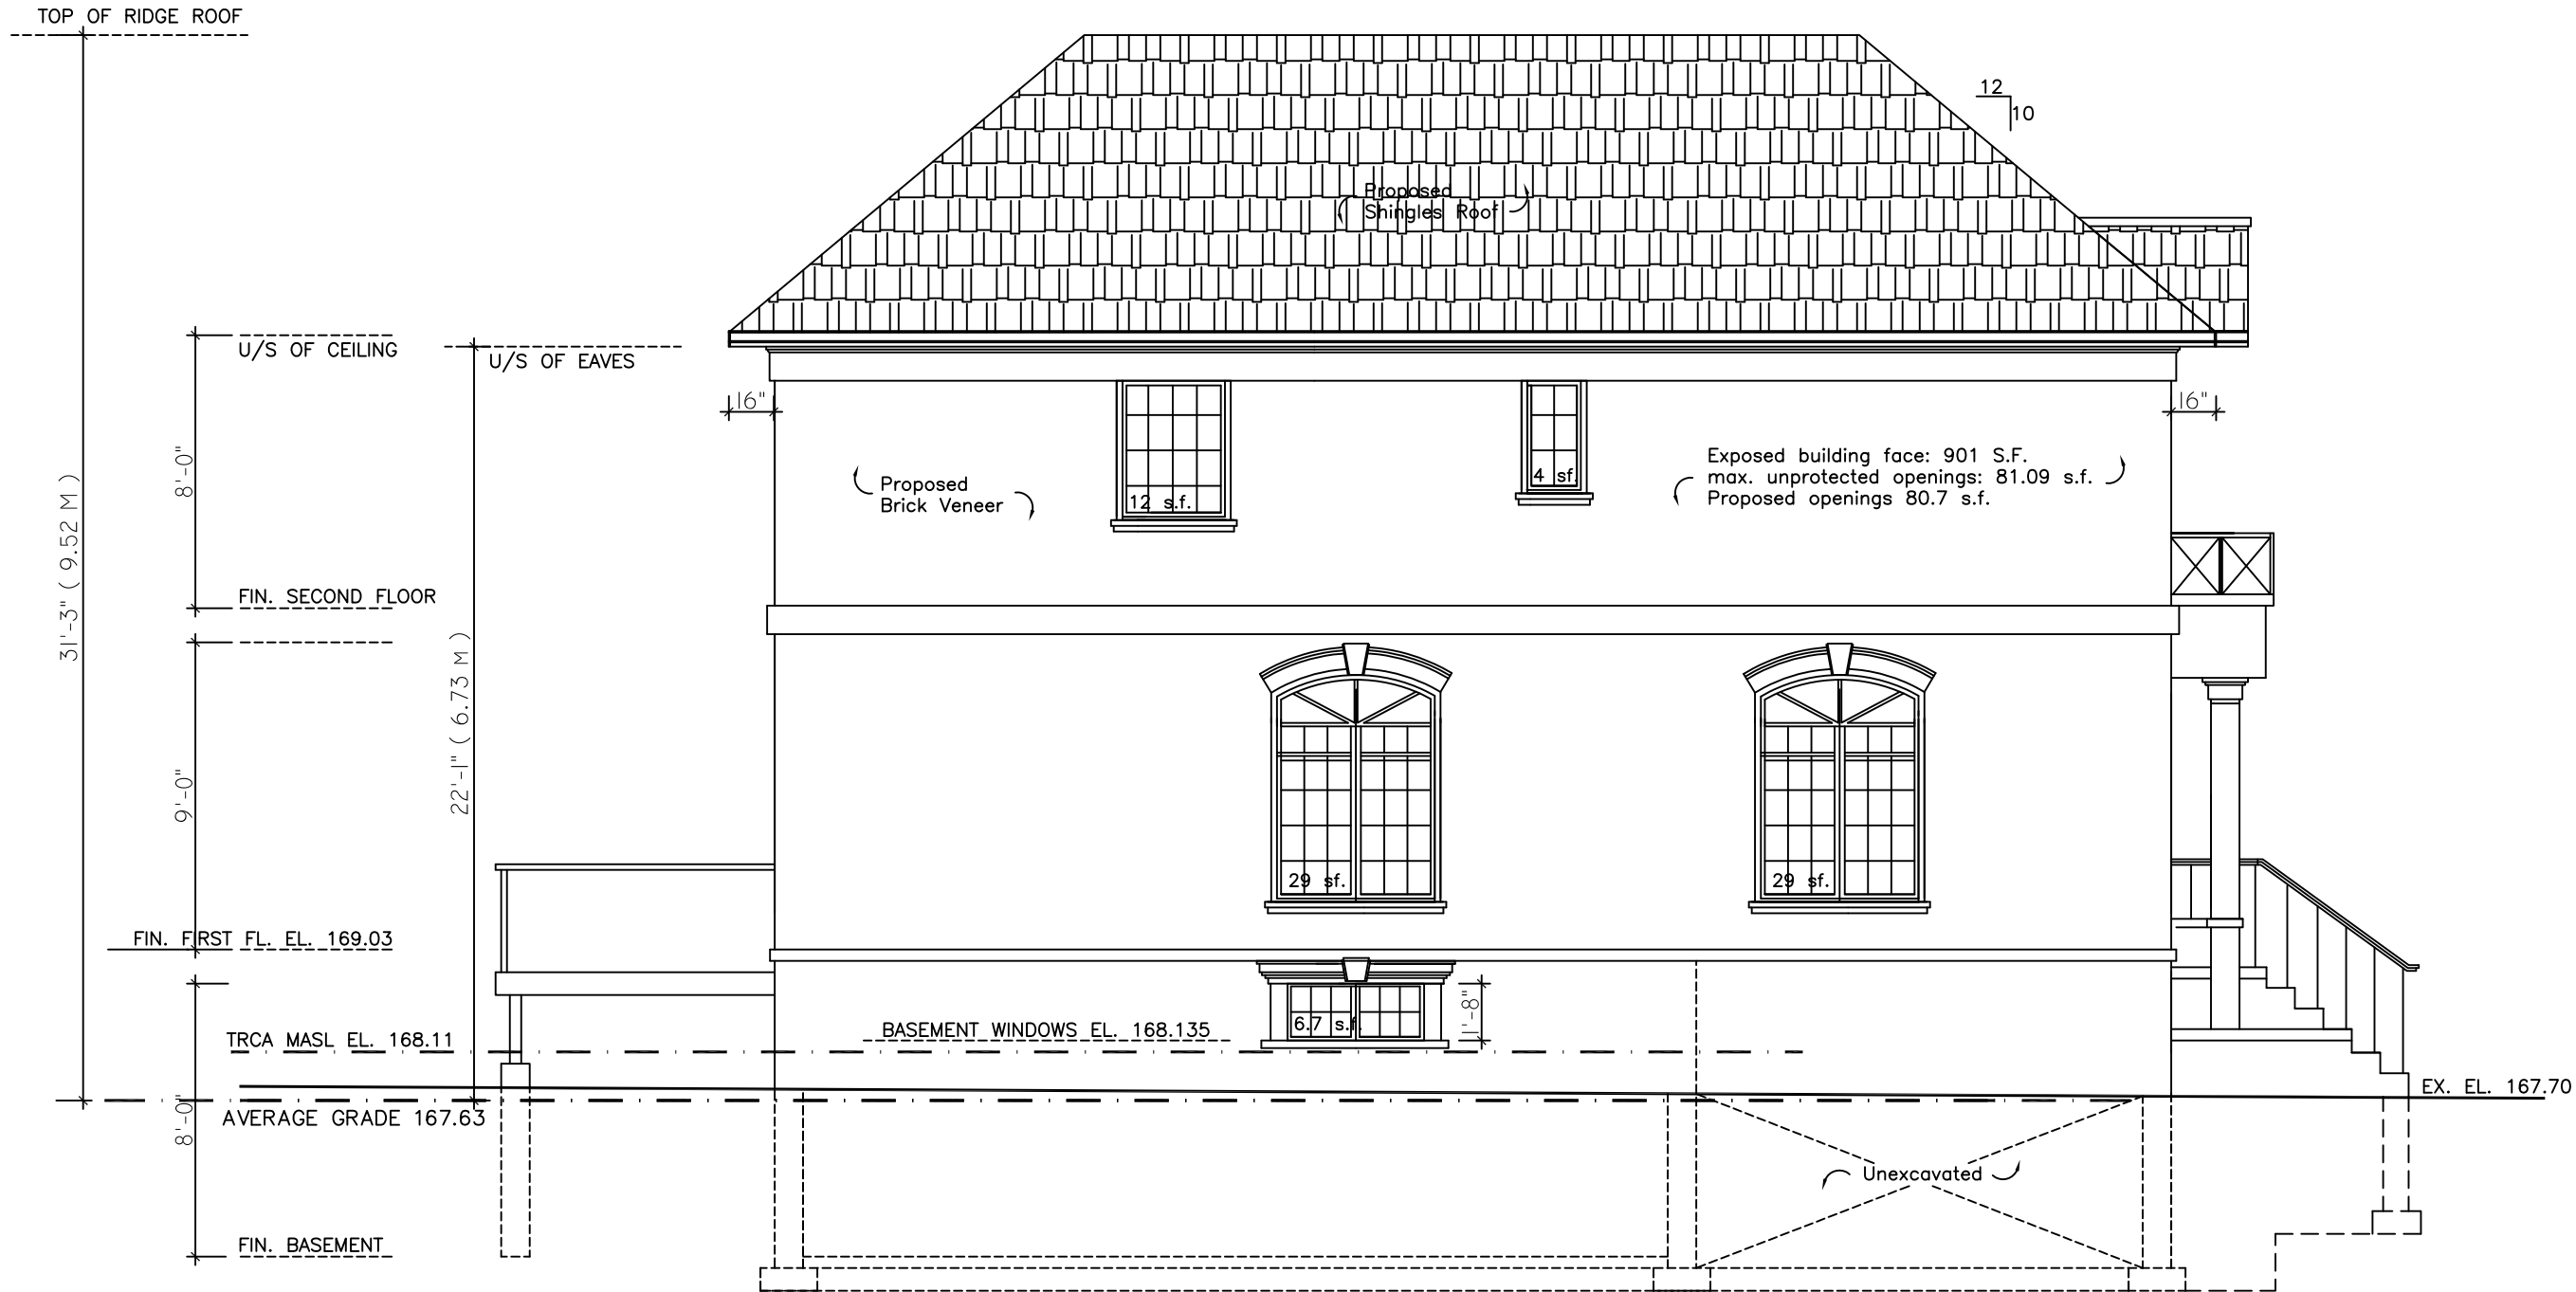 TOP OF RIDGE ROOF
12
10
Proposed
Shingles Roof
U/S OF CEILING
U/S OF EAVES
16"
16"
8'-0"
31'-3" ( 9.52 M )
Proposed
Brick Veneer
12 s.f.
4 sf.
Exposed building face: 901 S.F.
max. unprotected openings: 81.09 s.f.
Proposed openings 80.7 s.f.
FIN. SECOND FLOOR
22'-1" ( 6.73 M )
9'-0"
29 sf.
29 sf.
FIN. FIRST FL. EL. 169.03
TRCA MASL EL. 168.11
BASEMENT WINDOWS EL. 168.135
6.7 s.f.
1'-8"
EX. EL. 167.70
AVERAGE GRADE 167.63
8'-0"
Unexcavated
FIN. BASEMENT